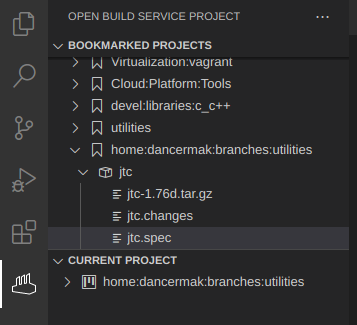 OPEN BUILD SERVICE PROJECT
BOOKMARKED PROJECTS
Virtualization:vagrant
Cloud:Platform:Tools
devel:libraries:c_c++
utilities
home:dancermak:branches:utilities
jtc
jtc-1.76d.tar.gz
jtc.changes
jtc.spec
CURRENT PROJECT
home:dancermak:branches:utilities